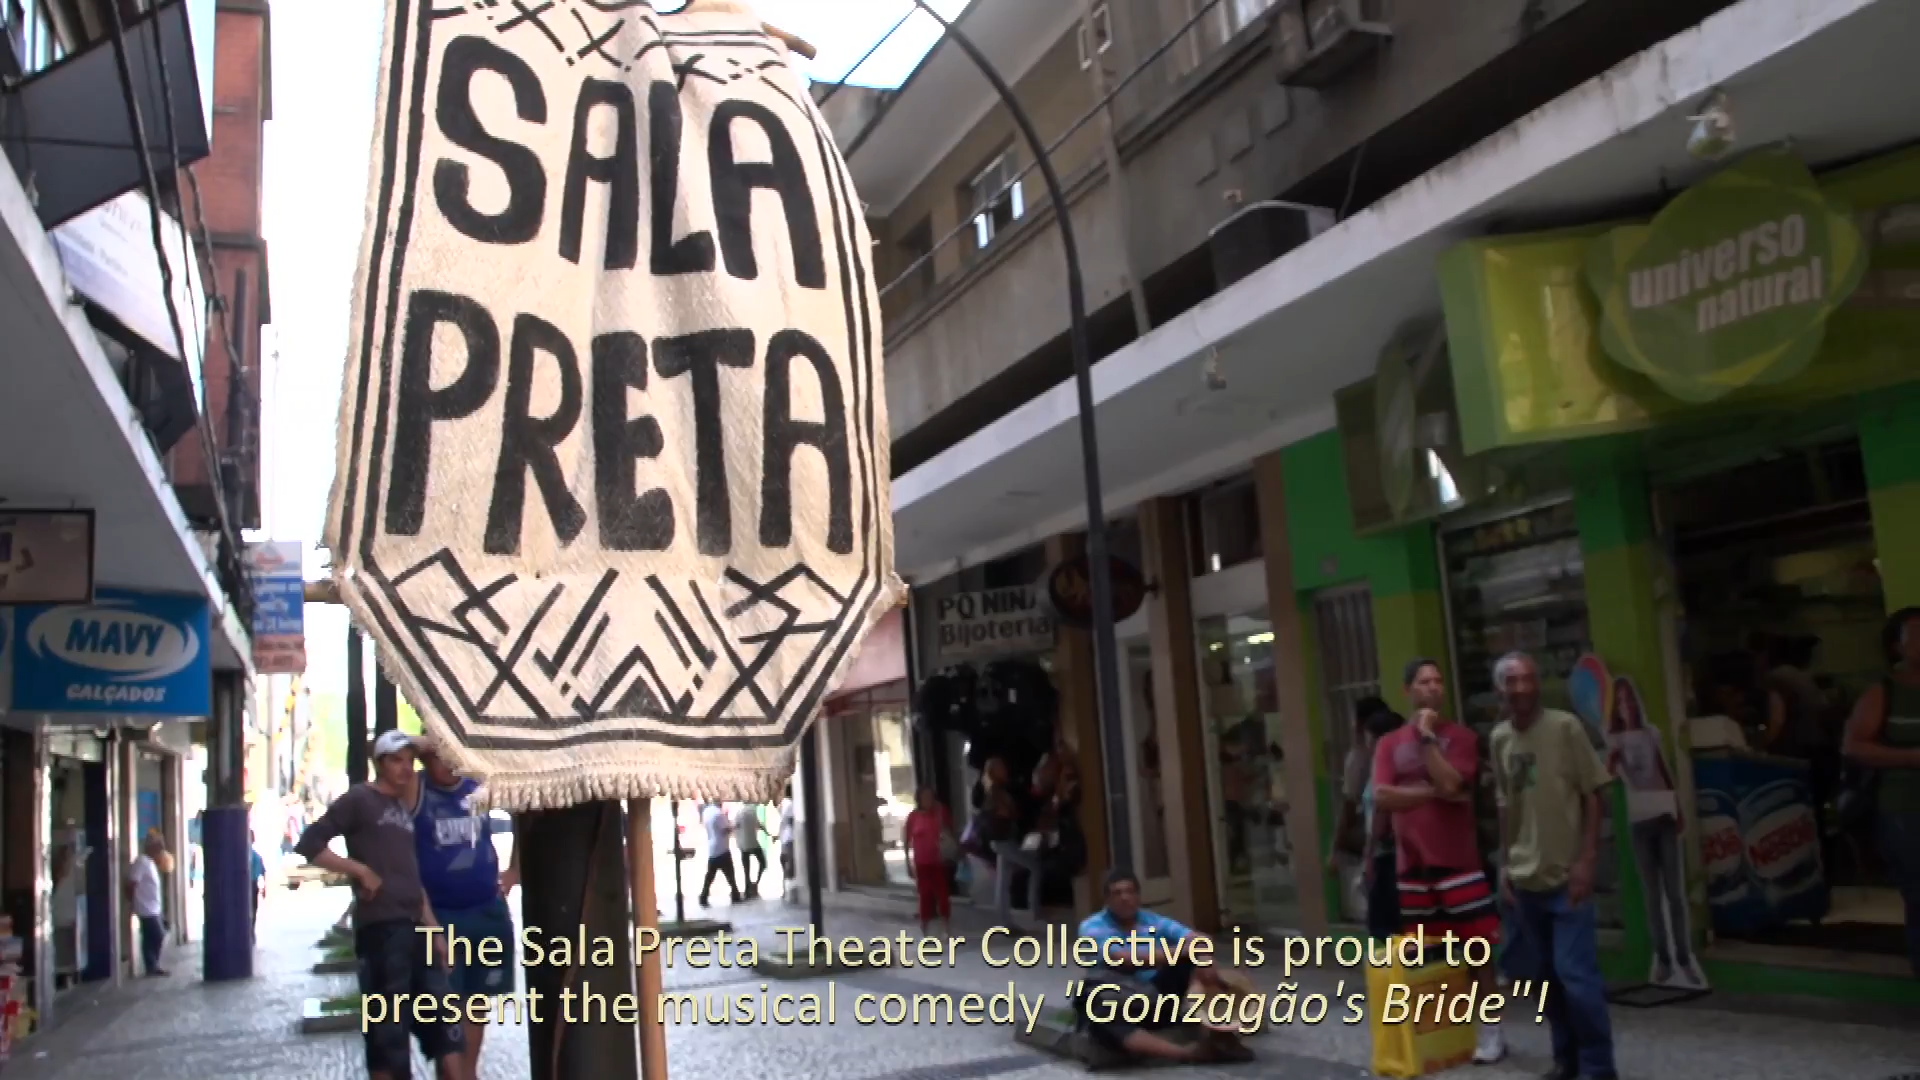 SALA
PRETA
universo
natural
MAVY
CALÇADOS
PQ NINA
Bijoteria
Nestlé
The Sala Preta Theater Collective is proud to
present the musical comedy "Gonzagão's Bride"!